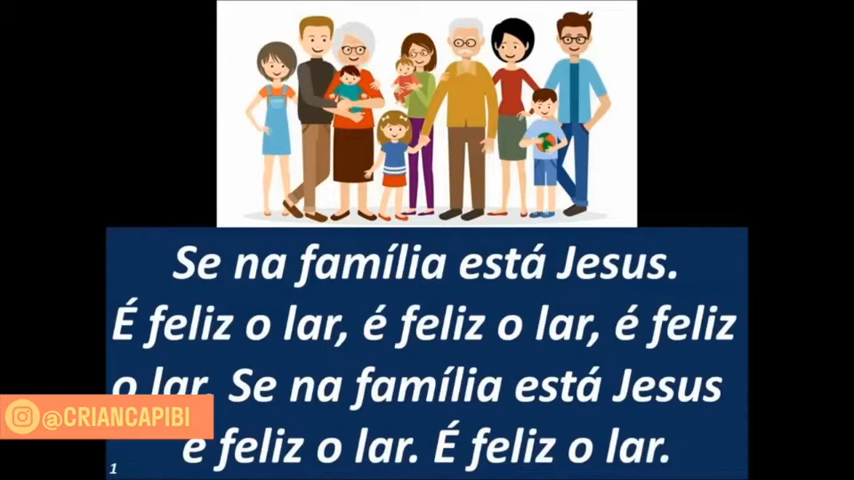 Se na família está Jesus.
É feliz o lar, é feliz o lar, é feliz
o lar. Se na família está Jesus
@CRIANCAPIBI
é feliz o lar. É feliz o lar.
1